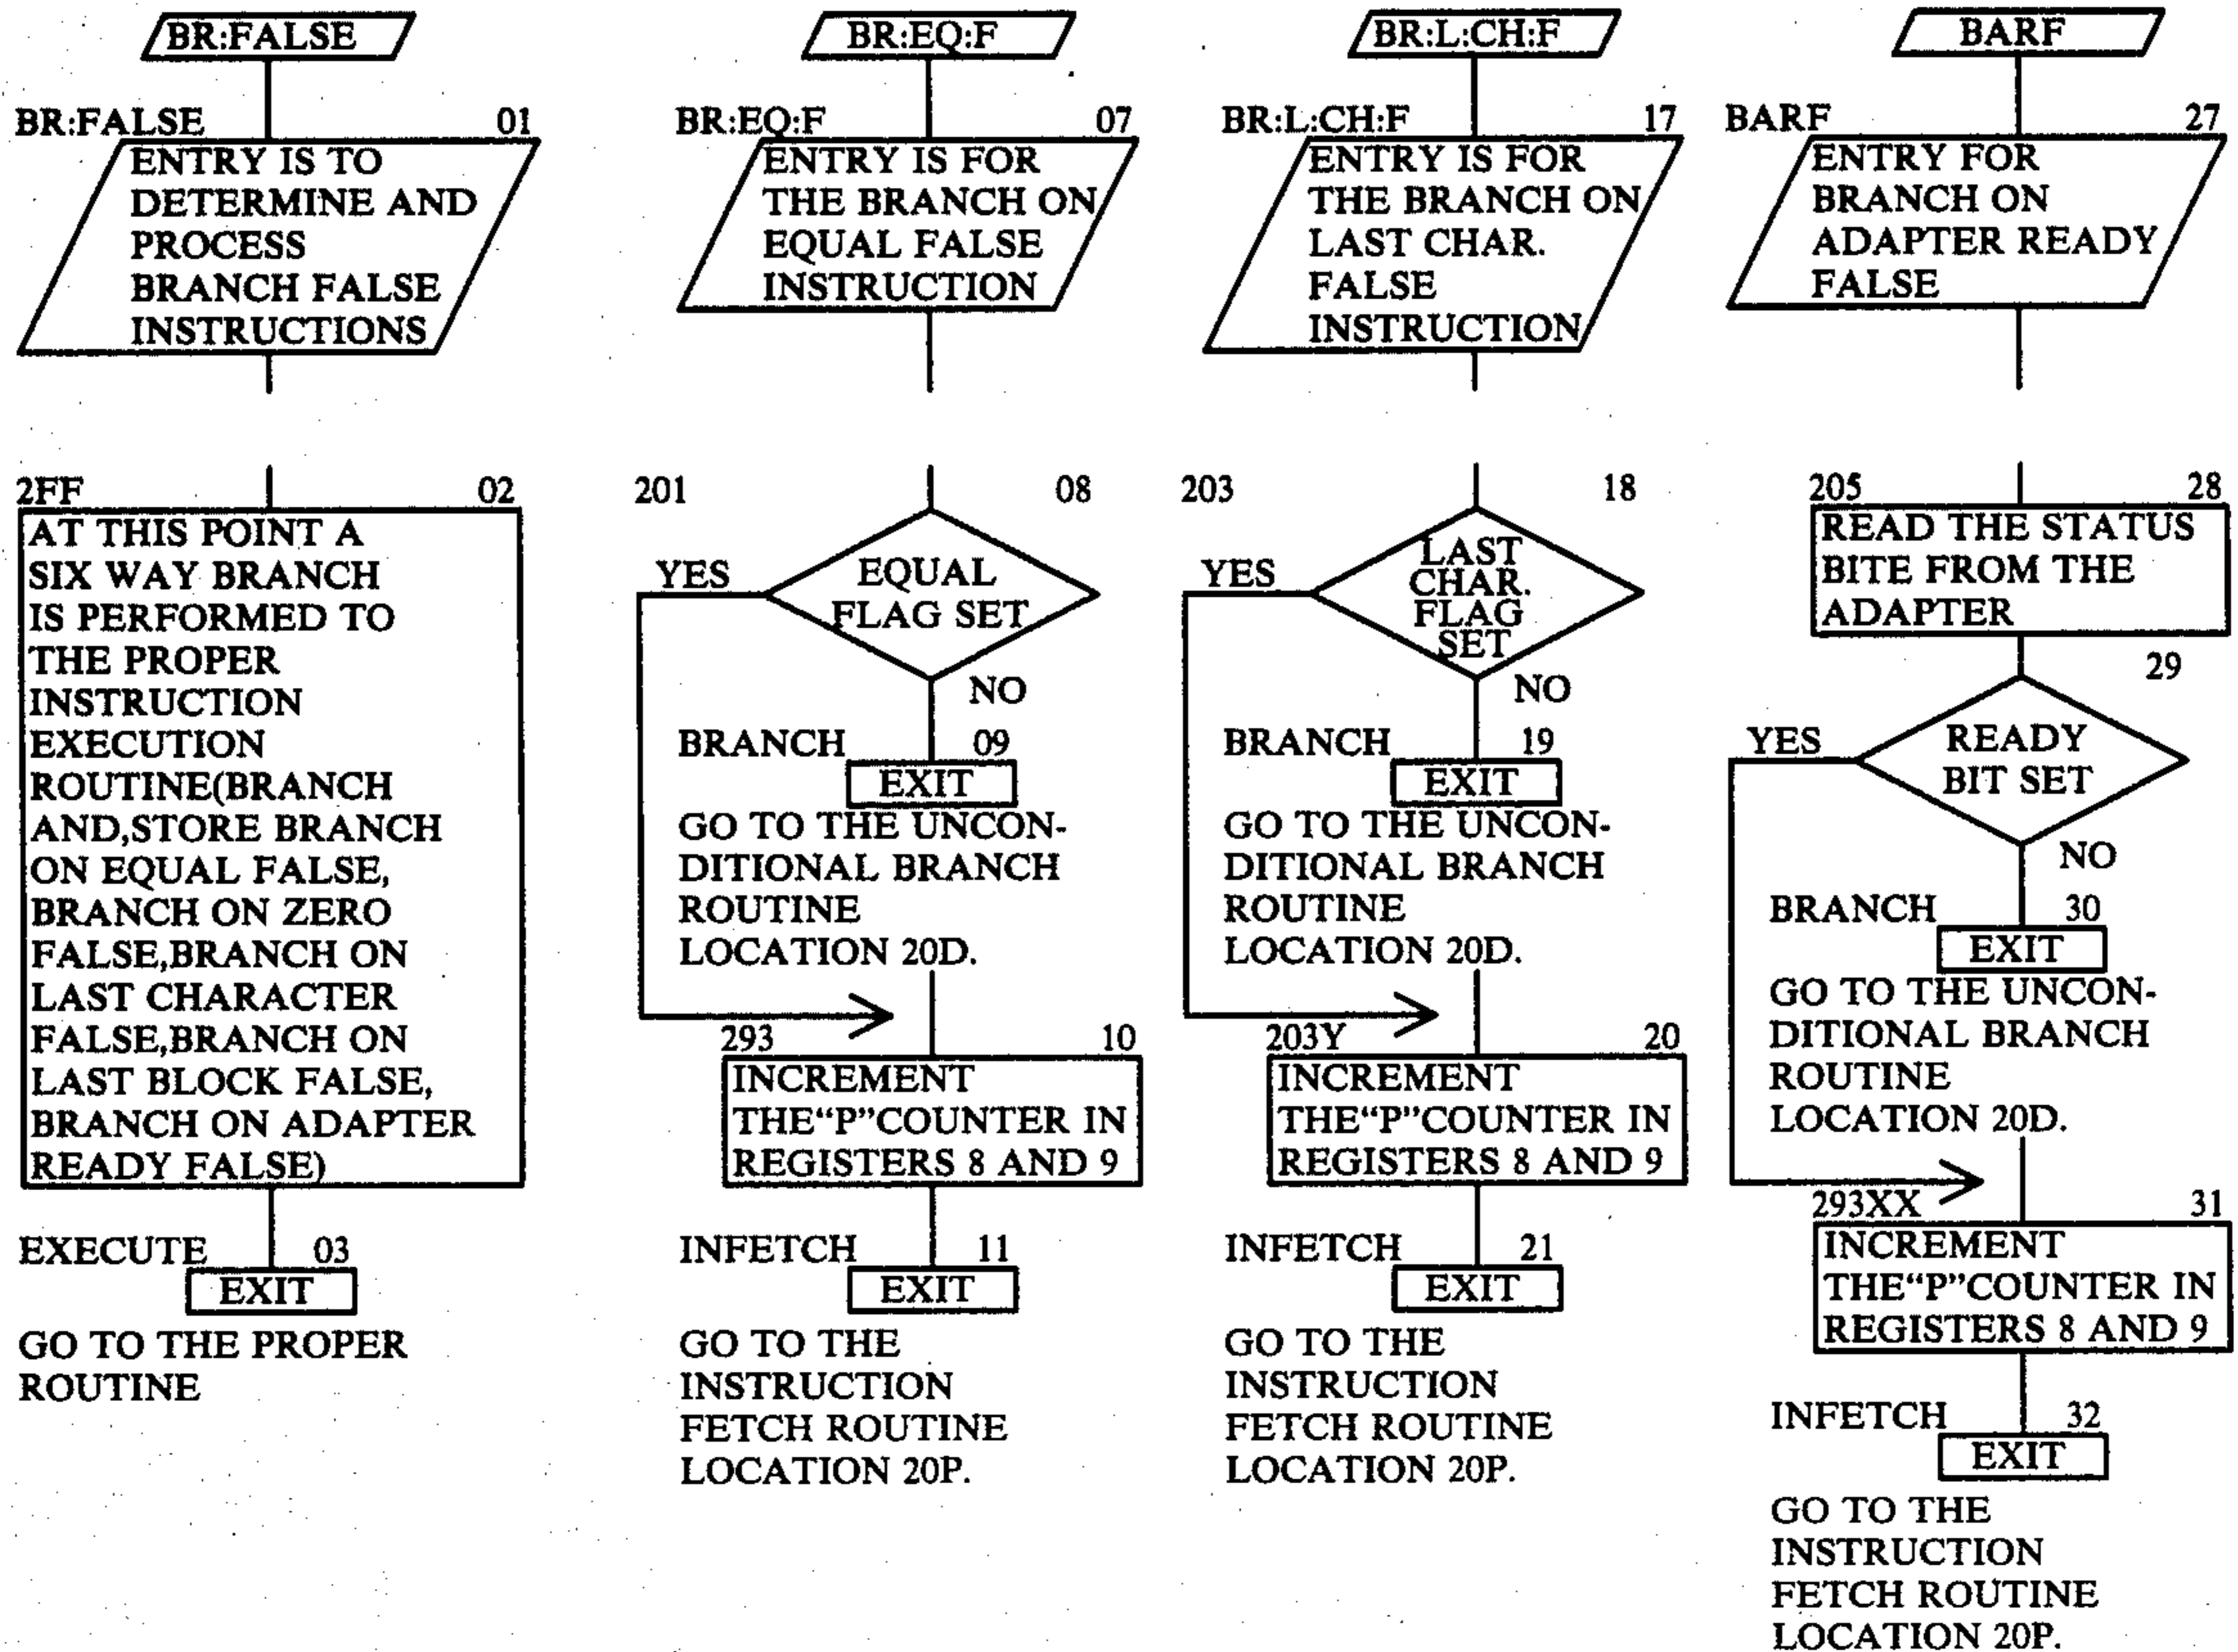 BR:FALSE
BR:FALSE 01
ENTRY IS TO
DETERMINE AND
PROCESS
BRANCH FALSE
INSTRUCTIONS
2FF 02
AT THIS POINT A
SIX WAY BRANCH
IS PERFORMED TO
THE PROPER
INSTRUCTION
EXECUTION
ROUTINE(BRANCH
AND,STORE BRANCH
ON EQUAL FALSE,
BRANCH ON ZERO
FALSE,BRANCH ON
LAST CHARACTER
FALSE,BRANCH ON
LAST BLOCK FALSE,
BRANCH ON ADAPTER
READY FALSE)
EXECUTE 03
EXIT
GO TO THE PROPER
ROUTINE
BR:EQ:F
BR:EQ:F 07
ENTRY IS FOR
THE BRANCH ON
EQUAL FALSE
INSTRUCTION
201 08
YES
EQUAL
FLAG SET
NO
BRANCH 09
EXIT
GO TO THE UNCON-
DITIONAL BRANCH
ROUTINE
LOCATION 20D.
293 10
INCREMENT
THE“P”COUNTER IN
REGISTERS 8 AND 9
INFETCH 11
EXIT
GO TO THE
INSTRUCTION
FETCH ROUTINE
LOCATION 20P.
BR:L:CH:F
BR:L:CH:F 17
ENTRY IS FOR
THE BRANCH ON
LAST CHAR.
FALSE
INSTRUCTION
203 18
YES
LAST
CHAR.
FLAG
SET
NO
BRANCH 19
EXIT
GO TO THE UNCON-
DITIONAL BRANCH
ROUTINE
LOCATION 20D.
203Y 20
INCREMENT
THE“P”COUNTER IN
REGISTERS 8 AND 9
INFETCH 21
EXIT
GO TO THE
INSTRUCTION
FETCH ROUTINE
LOCATION 20P.
BARF
BARF 27
ENTRY FOR
BRANCH ON
ADAPTER READY
FALSE
205 28
READ THE STATUS
BITE FROM THE
ADAPTER
29
YES
READY
BIT SET
NO
BRANCH 30
EXIT
GO TO THE UNCON-
DITIONAL BRANCH
ROUTINE
LOCATION 20D.
293XX 31
INCREMENT
THE“P”COUNTER IN
REGISTERS 8 AND 9
INFETCH 32
EXIT
GO TO THE
INSTRUCTION
FETCH ROUTINE
LOCATION 20P.